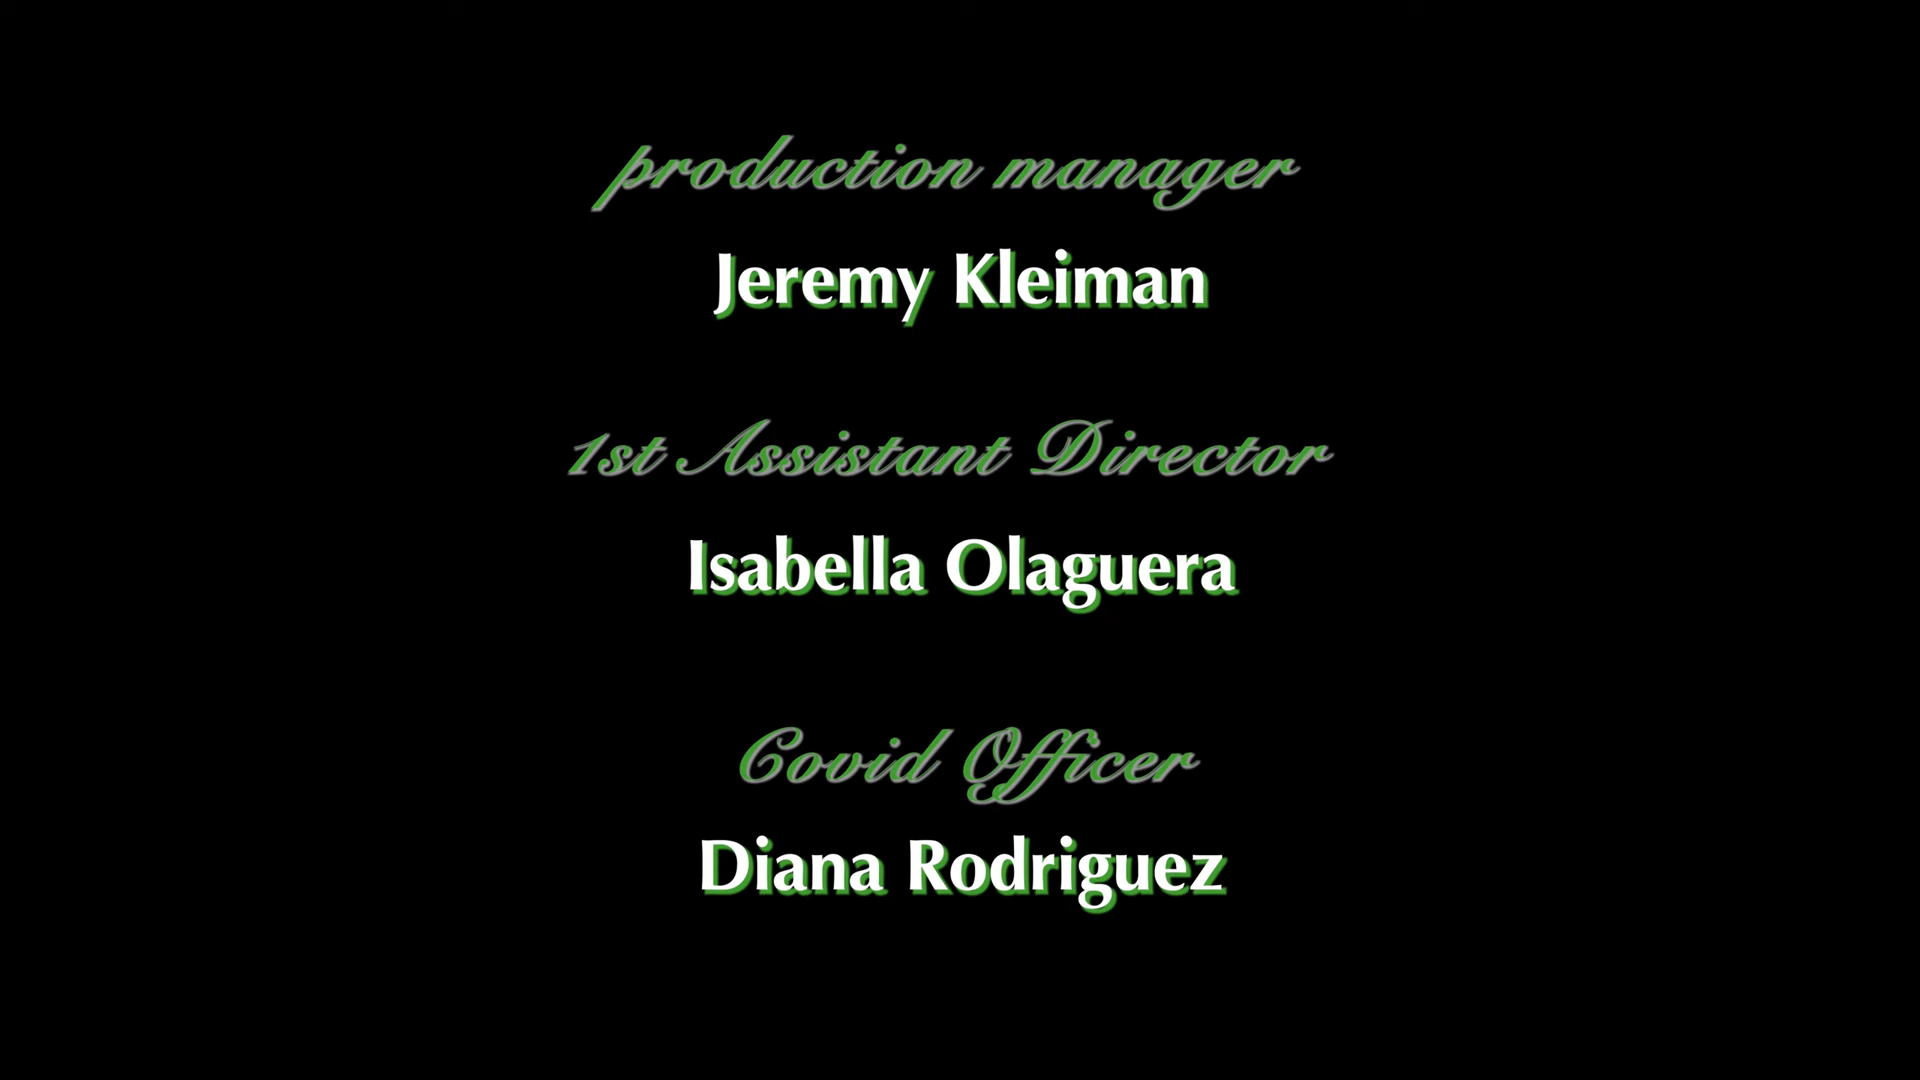 production manager
Jeremy Kleiman
1st Assistant Director
Isabella Olaguera
Covid Officer
Diana Rodriguez